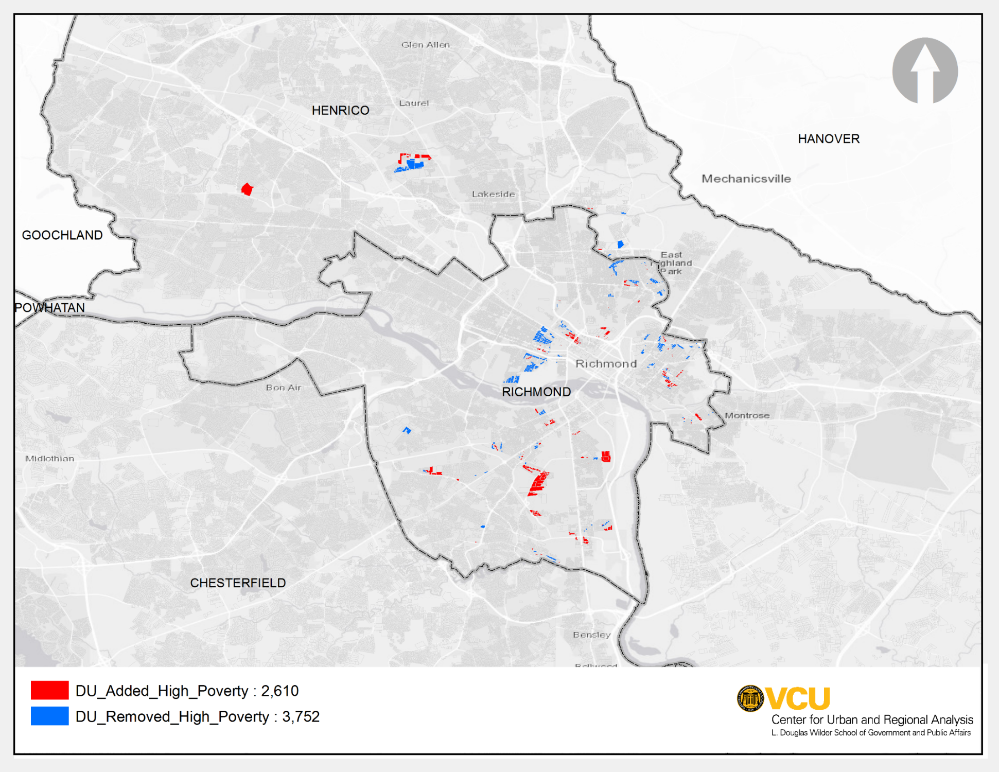 Glen Allen
Laurel
HENRICO
HANOVER
Mechanicsville
Lakeside
GOOCHLAND
East
Highland
Park
POWHATAN
Richmond
Bon Air
RICHMOND
Montrose
Midlothian
CHESTERFIELD
Bensley
DU_Added_High_Poverty : 2,610
DU_Removed_High_Poverty : 3,752
VCU
Center for Urban and Regional Analysis
L. Douglas Wilder School of Government and Public Affairs